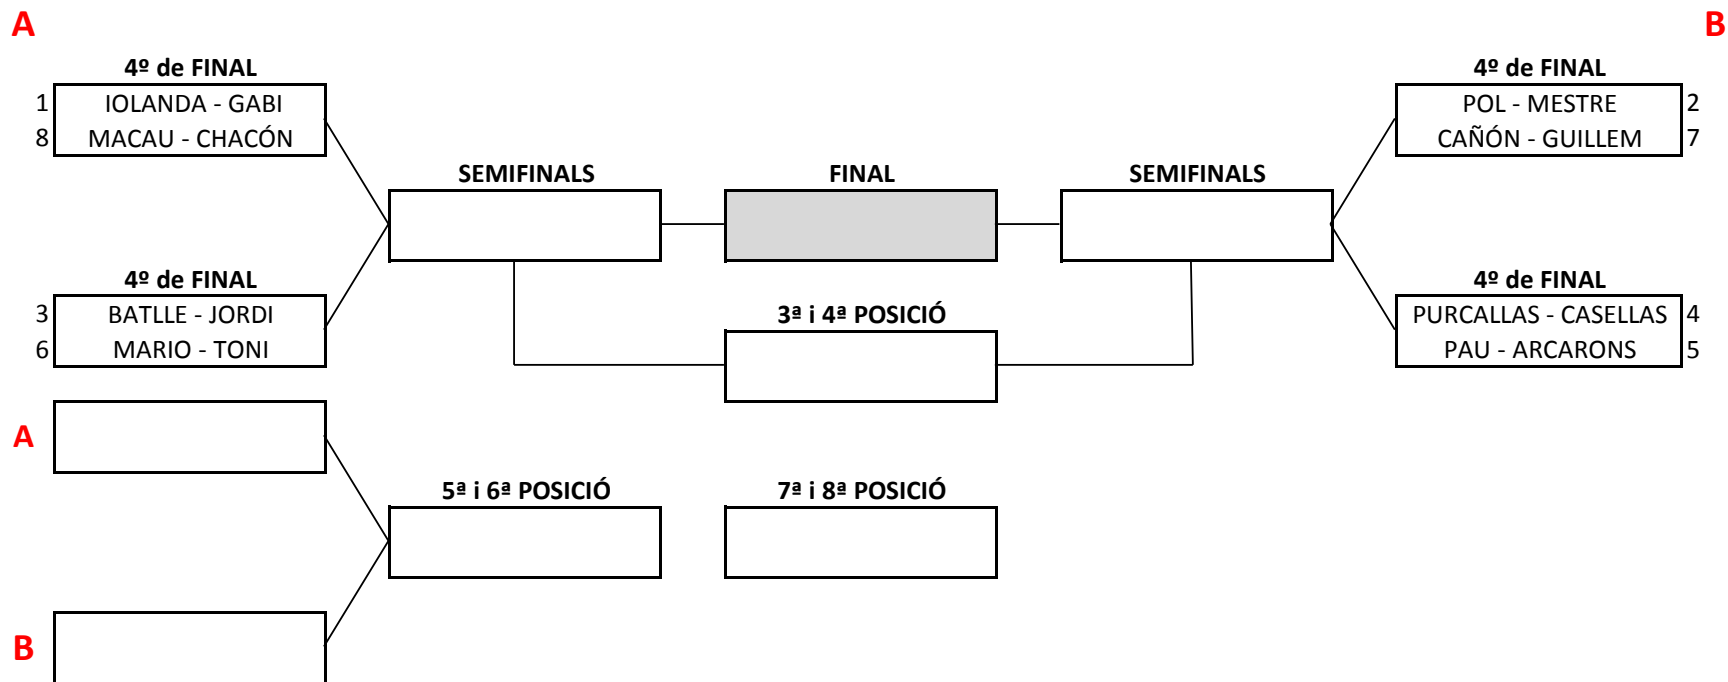 A
B
4º de FINAL
4º de FINAL
1 IOLANDA - GABI
8 MACAU - CHACÓN
POL - MESTRE 2
CAÑÓN - GUILLEM 7
SEMIFINALS
FINAL
SEMIFINALS
4º de FINAL
4º de FINAL
3 BATLLE - JORDI
6 MARIO - TONI
3ª i 4ª POSICIÓ
PURCALLAS - CASELLAS 4
PAU - ARCARONS 5
A
5ª i 6ª POSICIÓ
7ª i 8ª POSICIÓ
B